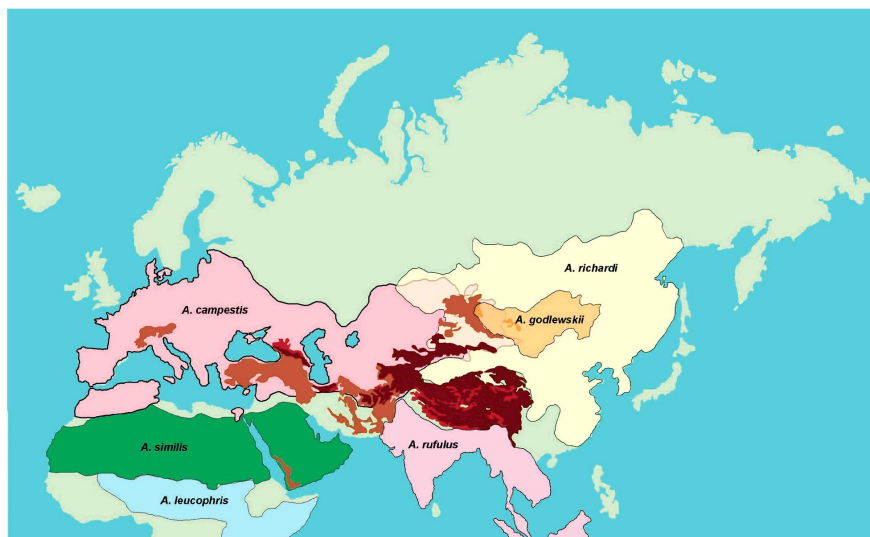 A. richardi
A. campestis
A. godlewskii
A. similis
A. rufulus
A. leucophris